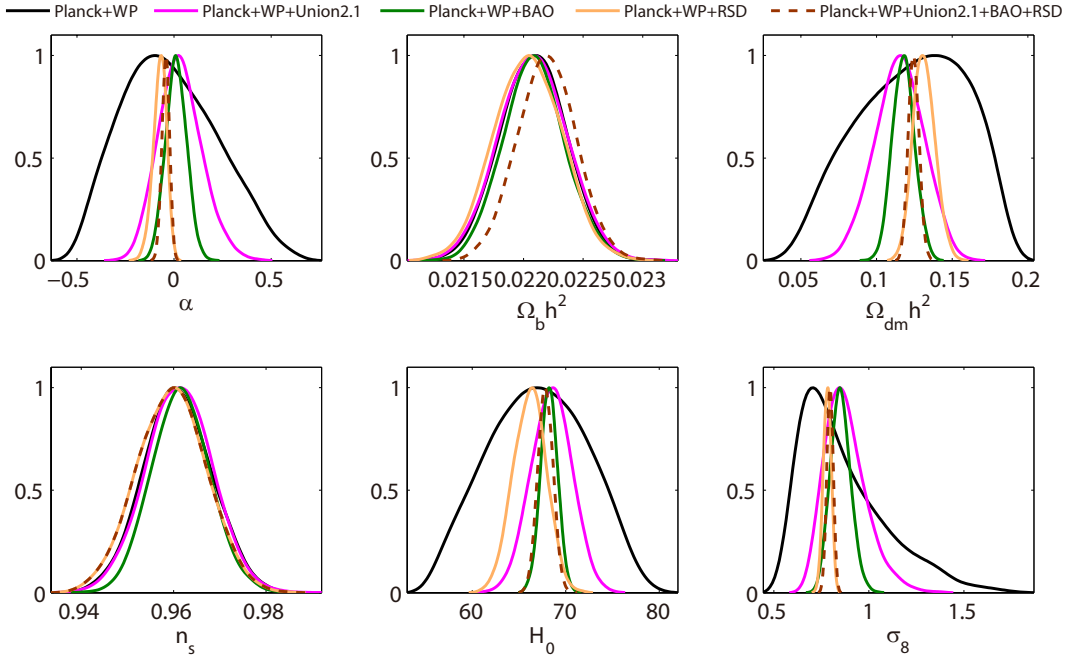 Planck+WP Planck+WP+Union2.1 Planck+WP+BAO Planck+WP+RSD Planck+WP+Union2.1+BAO+RSD
1 1 1
0.5 0.5 0.5
0 0 0
−0.5 0 0.5 0.0215 0.022 0.0225 0.023 0.05 0.1 0.15 0.2
α Ω_b h^2 Ω_dm h^2
1 1 1
0.5 0.5 0.5
0 0 0
0.94 0.96 0.98 60 70 80 0.5 1 1.5
n_s H_0 σ_8